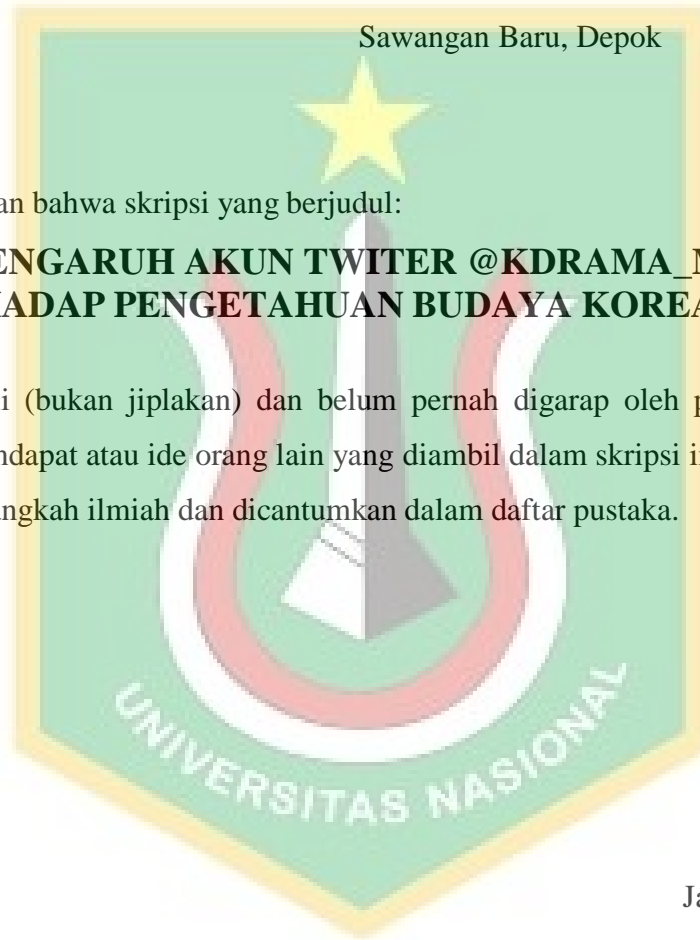 Sawangan Baru, Depok
an bahwa skripsi yang berjudul:
ENGARUH AKUN TWITER @KDRAMA_
ADAP PENGETAHUAN BUDAYA KOREA
i (bukan jiplakan) dan belum pernah digarap oleh p
ndapat atau ide orang lain yang diambil dalam skripsi i
ngkah ilmiah dan dicantumkan dalam daftar pustaka.
UNIVERSITAS NASIONAL
Ja